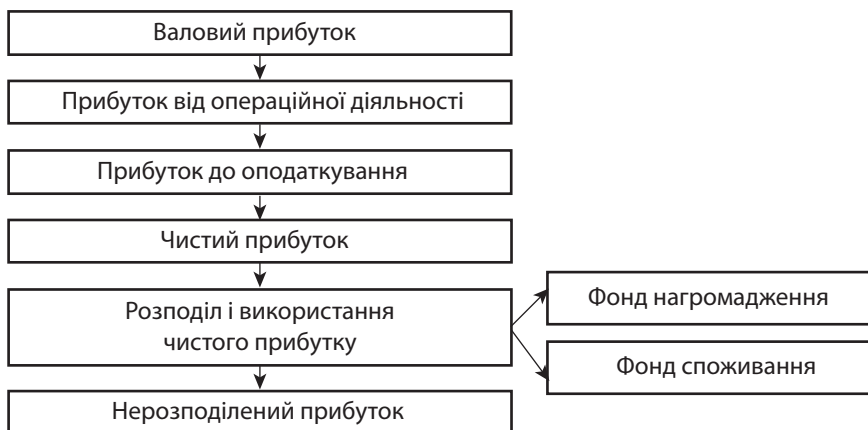 Валовий прибуток
Прибуток від операційної діяльності
Прибуток до оподаткування
Чистий прибуток
Розподіл і використання
чистого прибутку
Фонд нагромадження
Фонд споживання
Нерозподілений прибуток